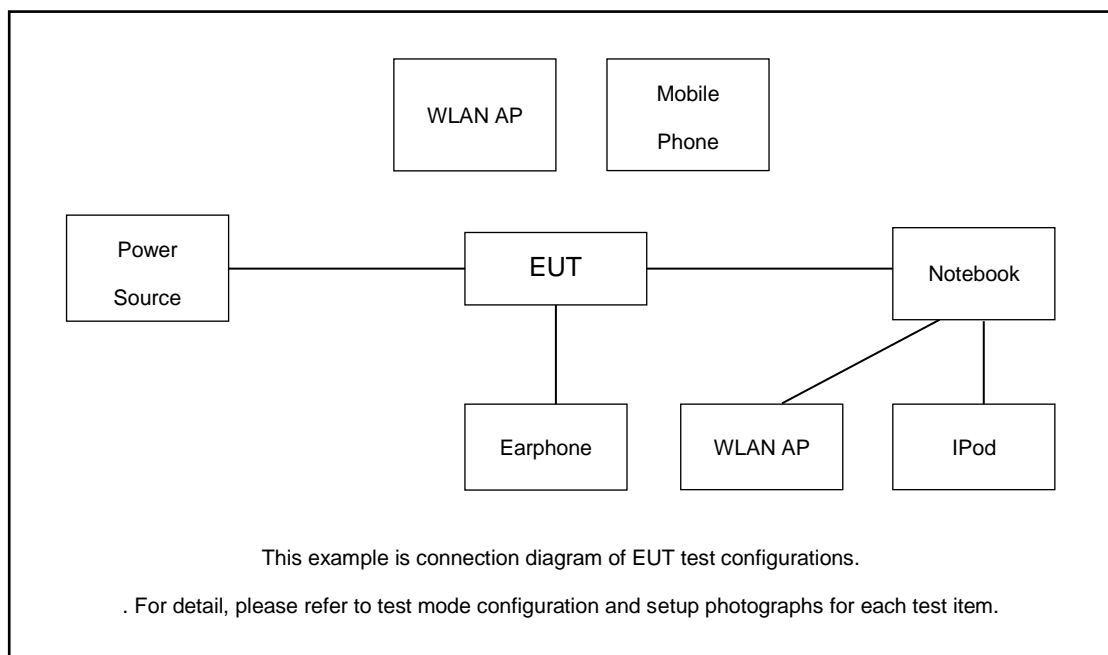 WLAN AP
Mobile
Phone
Power
Source
EUT
Notebook
Earphone
WLAN AP
IPod
This example is connection diagram of EUT test configurations.
. For detail, please refer to test mode configuration and setup photographs for each test item.